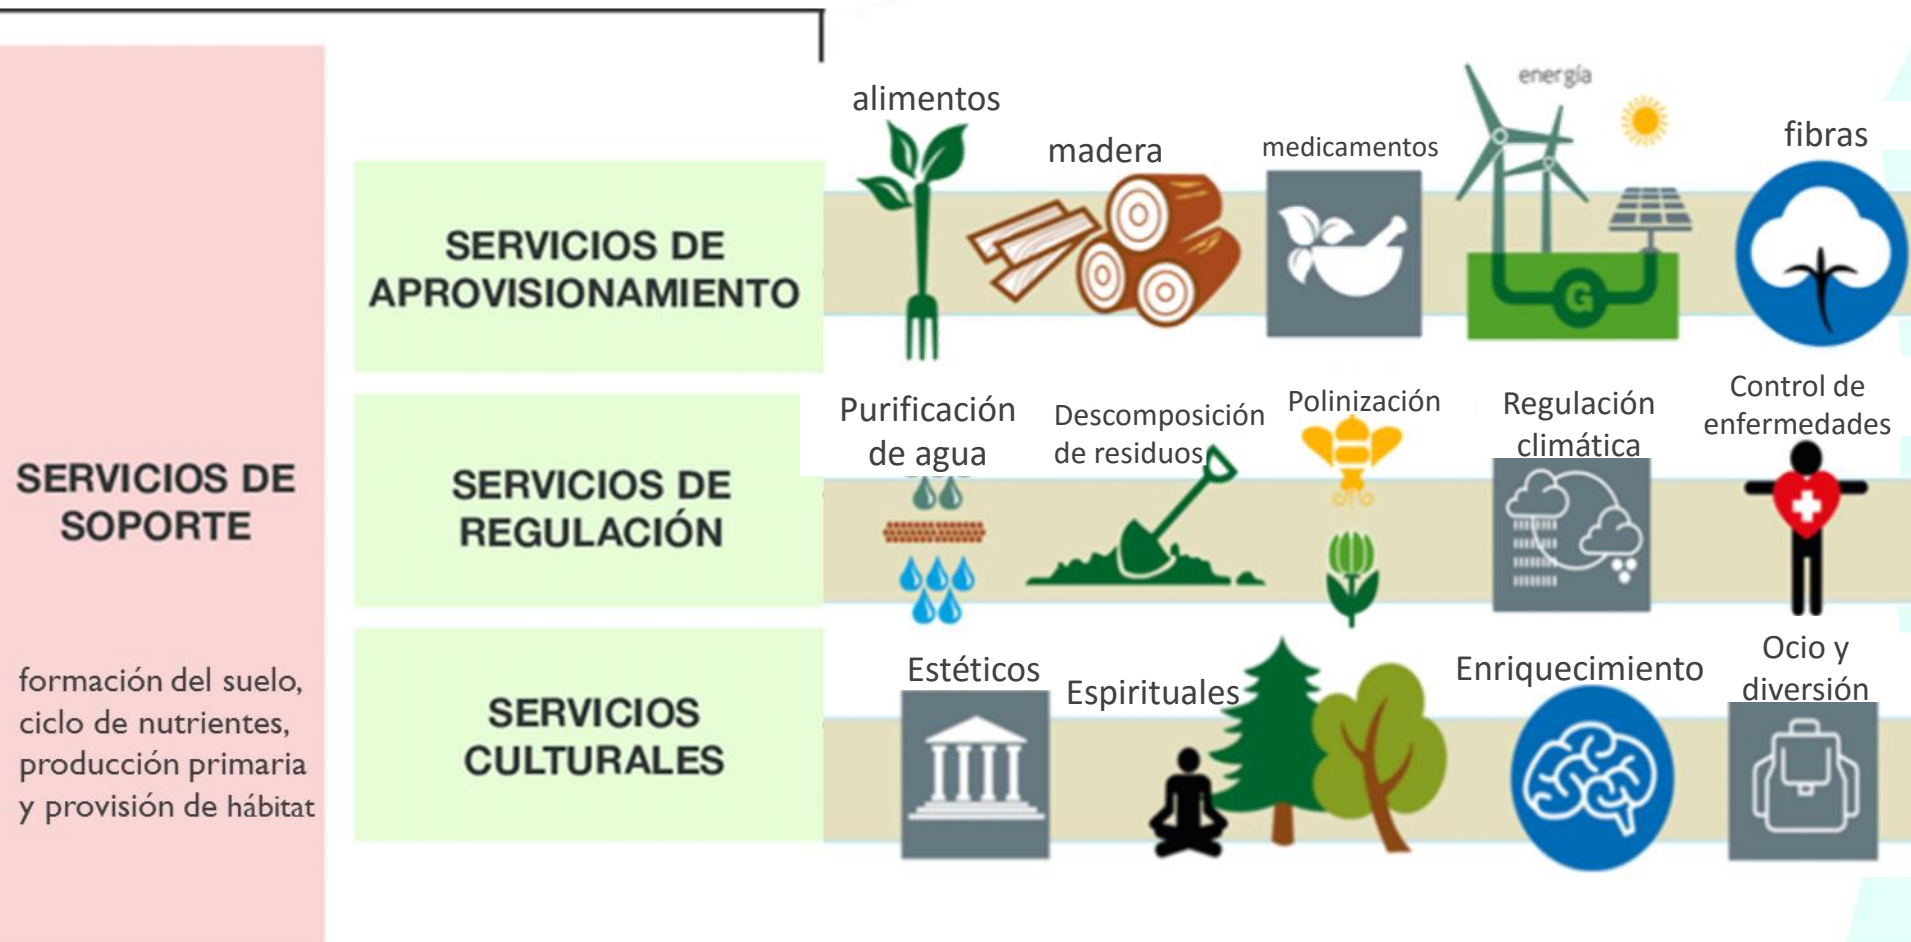 SERVICIOS DE
SOPORTE
formación del suelo,
ciclo de nutrientes,
producción primaria
y provisión de hábitat
SERVICIOS DE
APROVISIONAMIENTO
alimentos
madera
medicamentos
energía
G
fibras
SERVICIOS DE
REGULACIÓN
Purificación
de agua
Descomposición
de residuos
Polinización
Regulación
climática
Control de
enfermedades
SERVICIOS
CULTURALES
Estéticos
Espirituales
Enriquecimiento
Ocio y
diversión